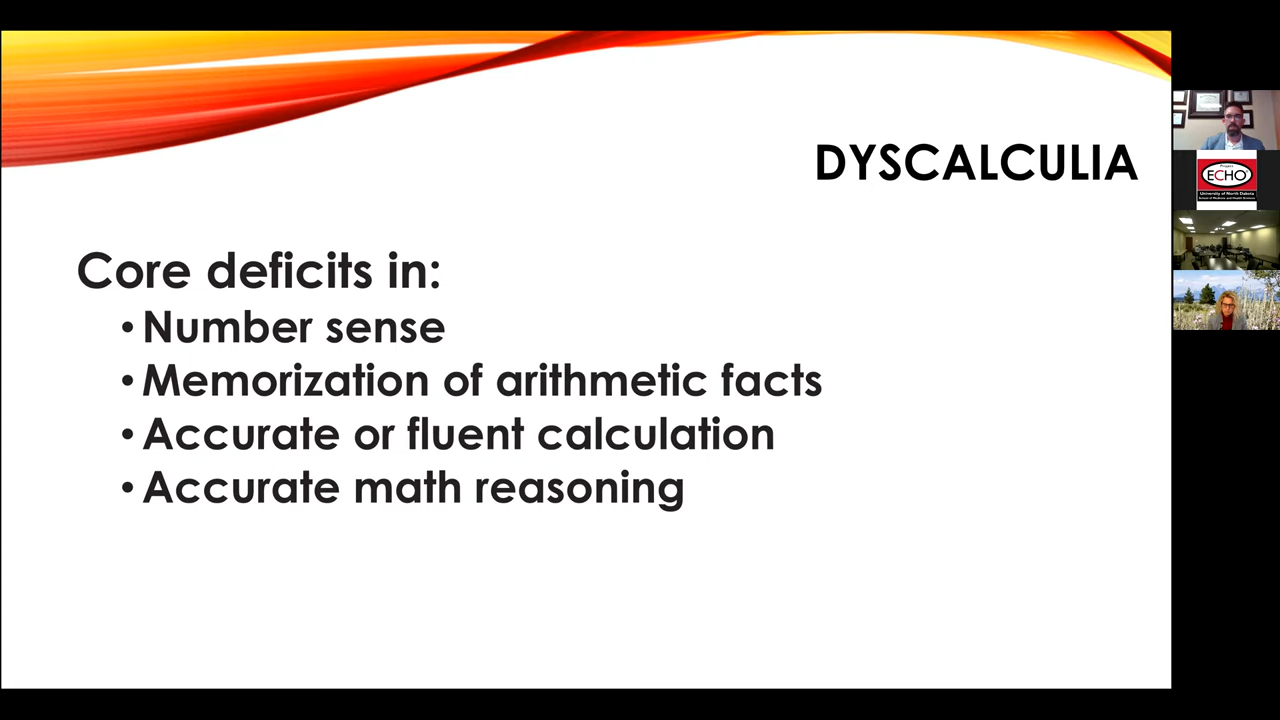 DYSCALCULIA
Core deficits in:
• Number sense
• Memorization of arithmetic facts
• Accurate or fluent calculation
• Accurate math reasoning
Project
ECHO
University of North Dakota
School of Medicine and Health Sciences